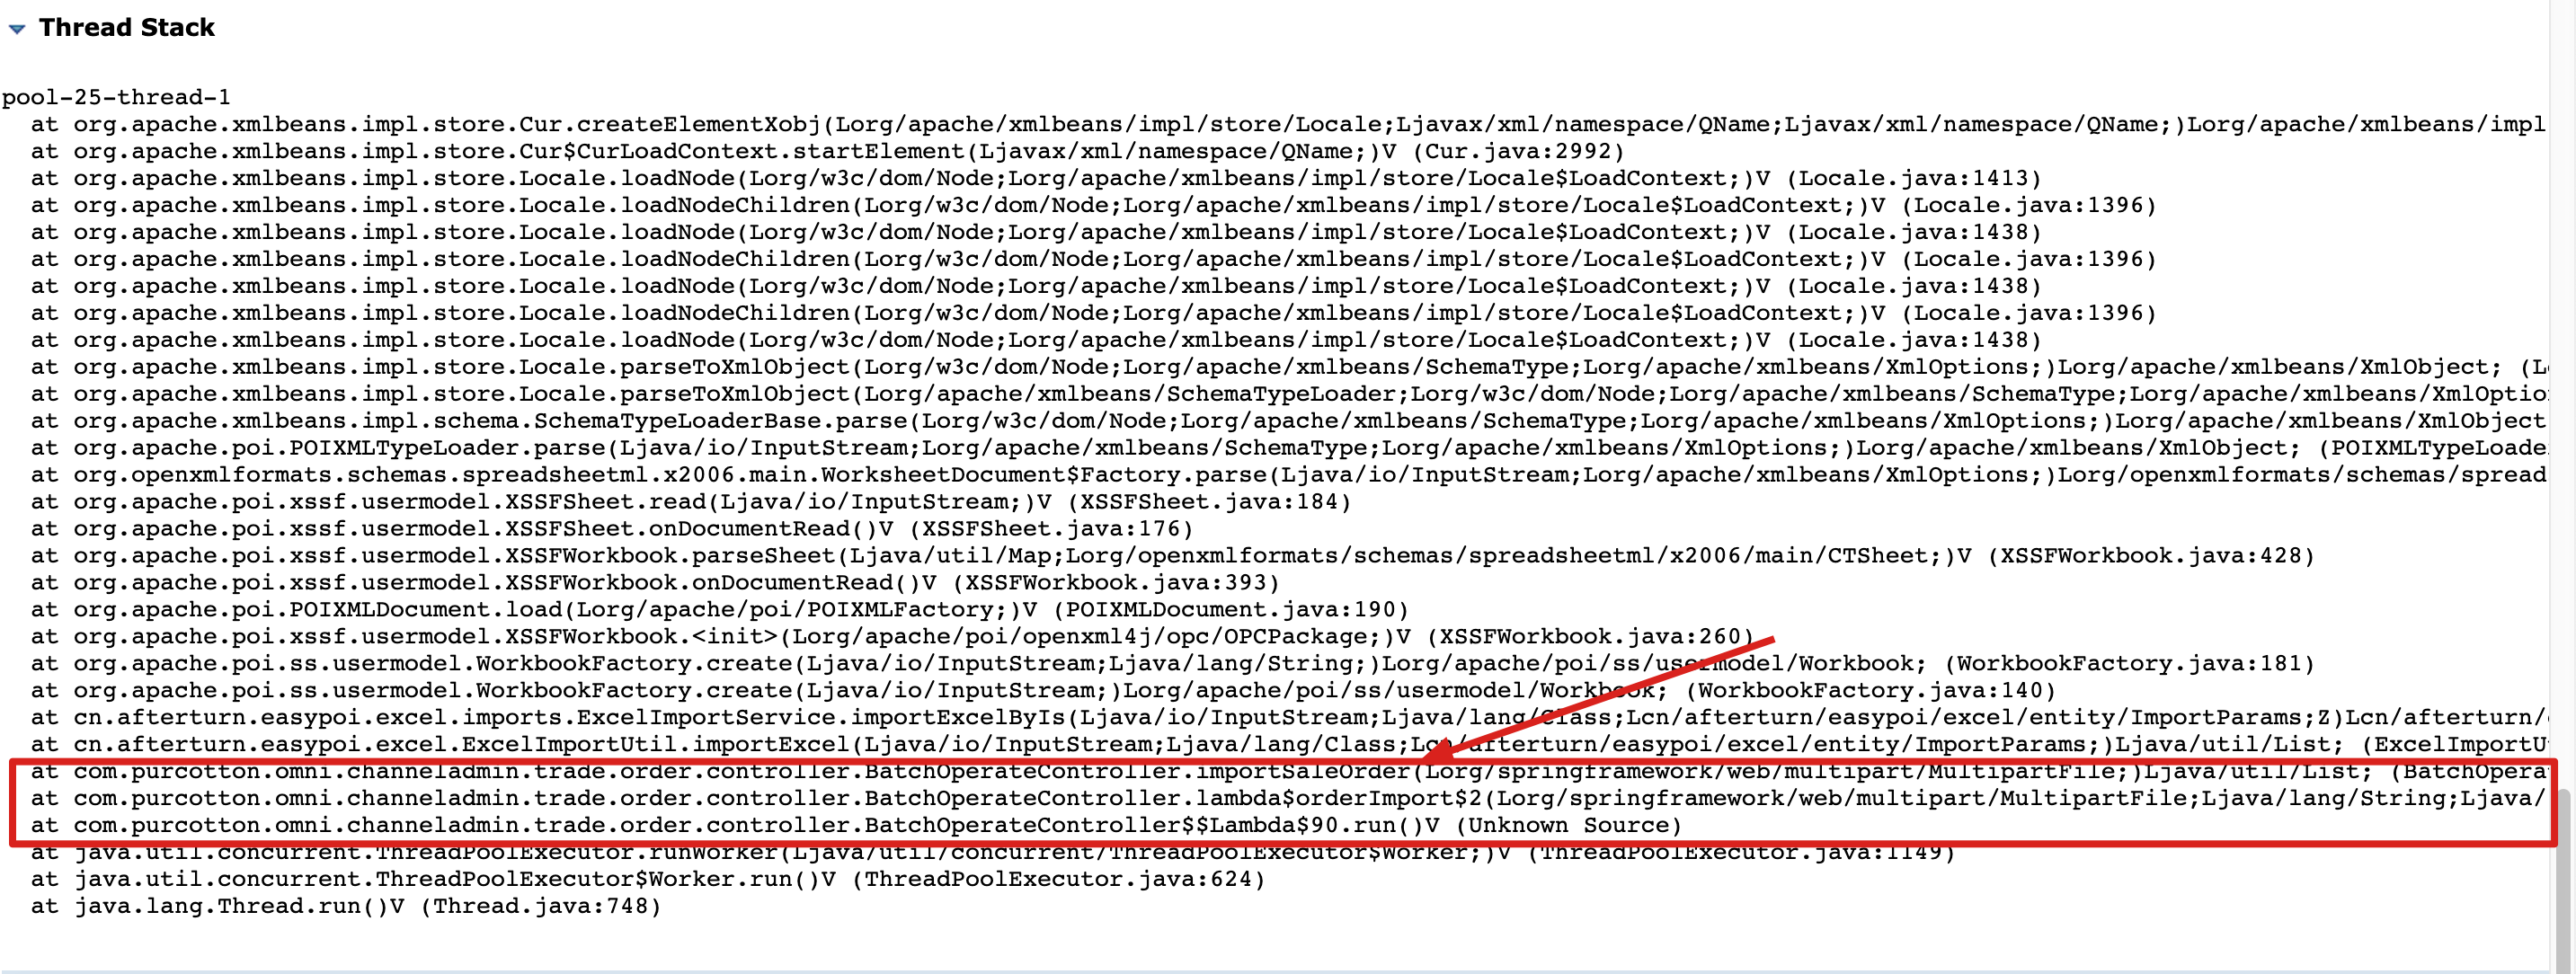 Thread Stack
pool-25-thread-1
at org.apache.xmlbeans.impl.store.Cur.createElementXobj(Lorg/apache/xmlbeans/impl/store/Locale;Ljavax/xml/namespace/QName;Ljavax/xml/namespace/QName;)Lorg/apache/xmlbeans/impl
at org.apache.xmlbeans.impl.store.Cur$CurLoadContext.startElement(Ljavax/xml/namespace/QName;)V (Cur.java:2992)
at org.apache.xmlbeans.impl.store.Locale.loadNode(Lorg/w3c/dom/Node;Lorg/apache/xmlbeans/impl/store/Locale$LoadContext;)V (Locale.java:1413)
at org.apache.xmlbeans.impl.store.Locale.loadNodeChildren(Lorg/w3c/dom/Node;Lorg/apache/xmlbeans/impl/store/Locale$LoadContext;)V (Locale.java:1396)
at org.apache.xmlbeans.impl.store.Locale.loadNode(Lorg/w3c/dom/Node;Lorg/apache/xmlbeans/impl/store/Locale$LoadContext;)V (Locale.java:1438)
at org.apache.xmlbeans.impl.store.Locale.loadNodeChildren(Lorg/w3c/dom/Node;Lorg/apache/xmlbeans/impl/store/Locale$LoadContext;)V (Locale.java:1396)
at org.apache.xmlbeans.impl.store.Locale.loadNode(Lorg/w3c/dom/Node;Lorg/apache/xmlbeans/impl/store/Locale$LoadContext;)V (Locale.java:1438)
at org.apache.xmlbeans.impl.store.Locale.loadNodeChildren(Lorg/w3c/dom/Node;Lorg/apache/xmlbeans/impl/store/Locale$LoadContext;)V (Locale.java:1396)
at org.apache.xmlbeans.impl.store.Locale.loadNode(Lorg/w3c/dom/Node;Lorg/apache/xmlbeans/impl/store/Locale$LoadContext;)V (Locale.java:1438)
at org.apache.xmlbeans.impl.store.Locale.parseToXmlObject(Lorg/w3c/dom/Node;Lorg/apache/xmlbeans/SchemaType;Lorg/apache/xmlbeans/XmlOptions;)Lorg/apache/xmlbeans/XmlObject; (L
at org.apache.xmlbeans.impl.store.Locale.parseToXmlObject(Lorg/apache/xmlbeans/SchemaTypeLoader;Lorg/w3c/dom/Node;Lorg/apache/xmlbeans/SchemaType;Lorg/apache/xmlbeans/XmlOptio
at org.apache.xmlbeans.impl.schema.SchemaTypeLoaderBase.parse(Lorg/w3c/dom/Node;Lorg/apache/xmlbeans/SchemaType;Lorg/apache/xmlbeans/XmlOptions;)Lorg/apache/xmlbeans/XmlObject
at org.apache.poi.POIXMLTypeLoader.parse(Ljava/io/InputStream;Lorg/apache/xmlbeans/SchemaType;Lorg/apache/xmlbeans/XmlOptions;)Lorg/apache/xmlbeans/XmlObject; (POIXMLTypeLoade
at org.openxmlformats.schemas.spreadsheetml.x2006.main.WorksheetDocument$Factory.parse(Ljava/io/InputStream;Lorg/apache/xmlbeans/XmlOptions;)Lorg/openxmlformats/schemas/spread
at org.apache.poi.xssf.usermodel.XSSFSheet.read(Ljava/io/InputStream;)V (XSSFSheet.java:184)
at org.apache.poi.xssf.usermodel.XSSFSheet.onDocumentRead()V (XSSFSheet.java:176)
at org.apache.poi.xssf.usermodel.XSSFWorkbook.parseSheet(Ljava/util/Map;Lorg/openxmlformats/schemas/spreadsheetml/x2006/main/CTSheet;)V (XSSFWorkbook.java:428)
at org.apache.poi.xssf.usermodel.XSSFWorkbook.onDocumentRead()V (XSSFWorkbook.java:393)
at org.apache.poi.POIXMLDocument.load(Lorg/apache/poi/POIXMLFactory;)V (POIXMLDocument.java:190)
at org.apache.poi.xssf.usermodel.XSSFWorkbook.<init>(Lorg/apache/poi/openxml4j/opc/OPCPackage;)V (XSSFWorkbook.java:260)
at org.apache.poi.ss.usermodel.WorkbookFactory.create(Ljava/io/InputStream;Ljava/lang/String;)Lorg/apache/poi/ss/usermodel/Workbook; (WorkbookFactory.java:181)
at org.apache.poi.ss.usermodel.WorkbookFactory.create(Ljava/io/InputStream;)Lorg/apache/poi/ss/usermodel/Workbook; (WorkbookFactory.java:140)
at cn.afterturn.easypoi.excel.imports.ExcelImportService.importExcelByIs(Ljava/io/InputStream;Ljava/lang/Class;Lcn/afterturn/easypoi/excel/entity/ImportParams;Z)Lcn/afterturn/
at cn.afterturn.easypoi.excel.ExcelImportUtil.importExcel(Ljava/io/InputStream;Ljava/lang/Class;Lcn/afterturn/easypoi/excel/entity/ImportParams;)Ljava/util/List; (ExcelImportU
at com.purcotton.omni.channeladmin.trade.order.controller.BatchOperateController.importSaleOrder(Lorg/springframework/web/multipart/MultipartFile;)Ljava/util/List; (BatchOpera
at com.purcotton.omni.channeladmin.trade.order.controller.BatchOperateController.lambda$orderImport$2(Lorg/springframework/web/multipart/MultipartFile;Ljava/lang/String;Ljava/
at com.purcotton.omni.channeladmin.trade.order.controller.BatchOperateController$$Lambda$90.run()V (Unknown Source)
at java.util.concurrent.ThreadPoolExecutor.runWorker(Ljava/util/concurrent/ThreadPoolExecutor$Worker;)V (ThreadPoolExecutor.java:1149)
at java.util.concurrent.ThreadPoolExecutor$Worker.run()V (ThreadPoolExecutor.java:624)
at java.lang.Thread.run()V (Thread.java:748)